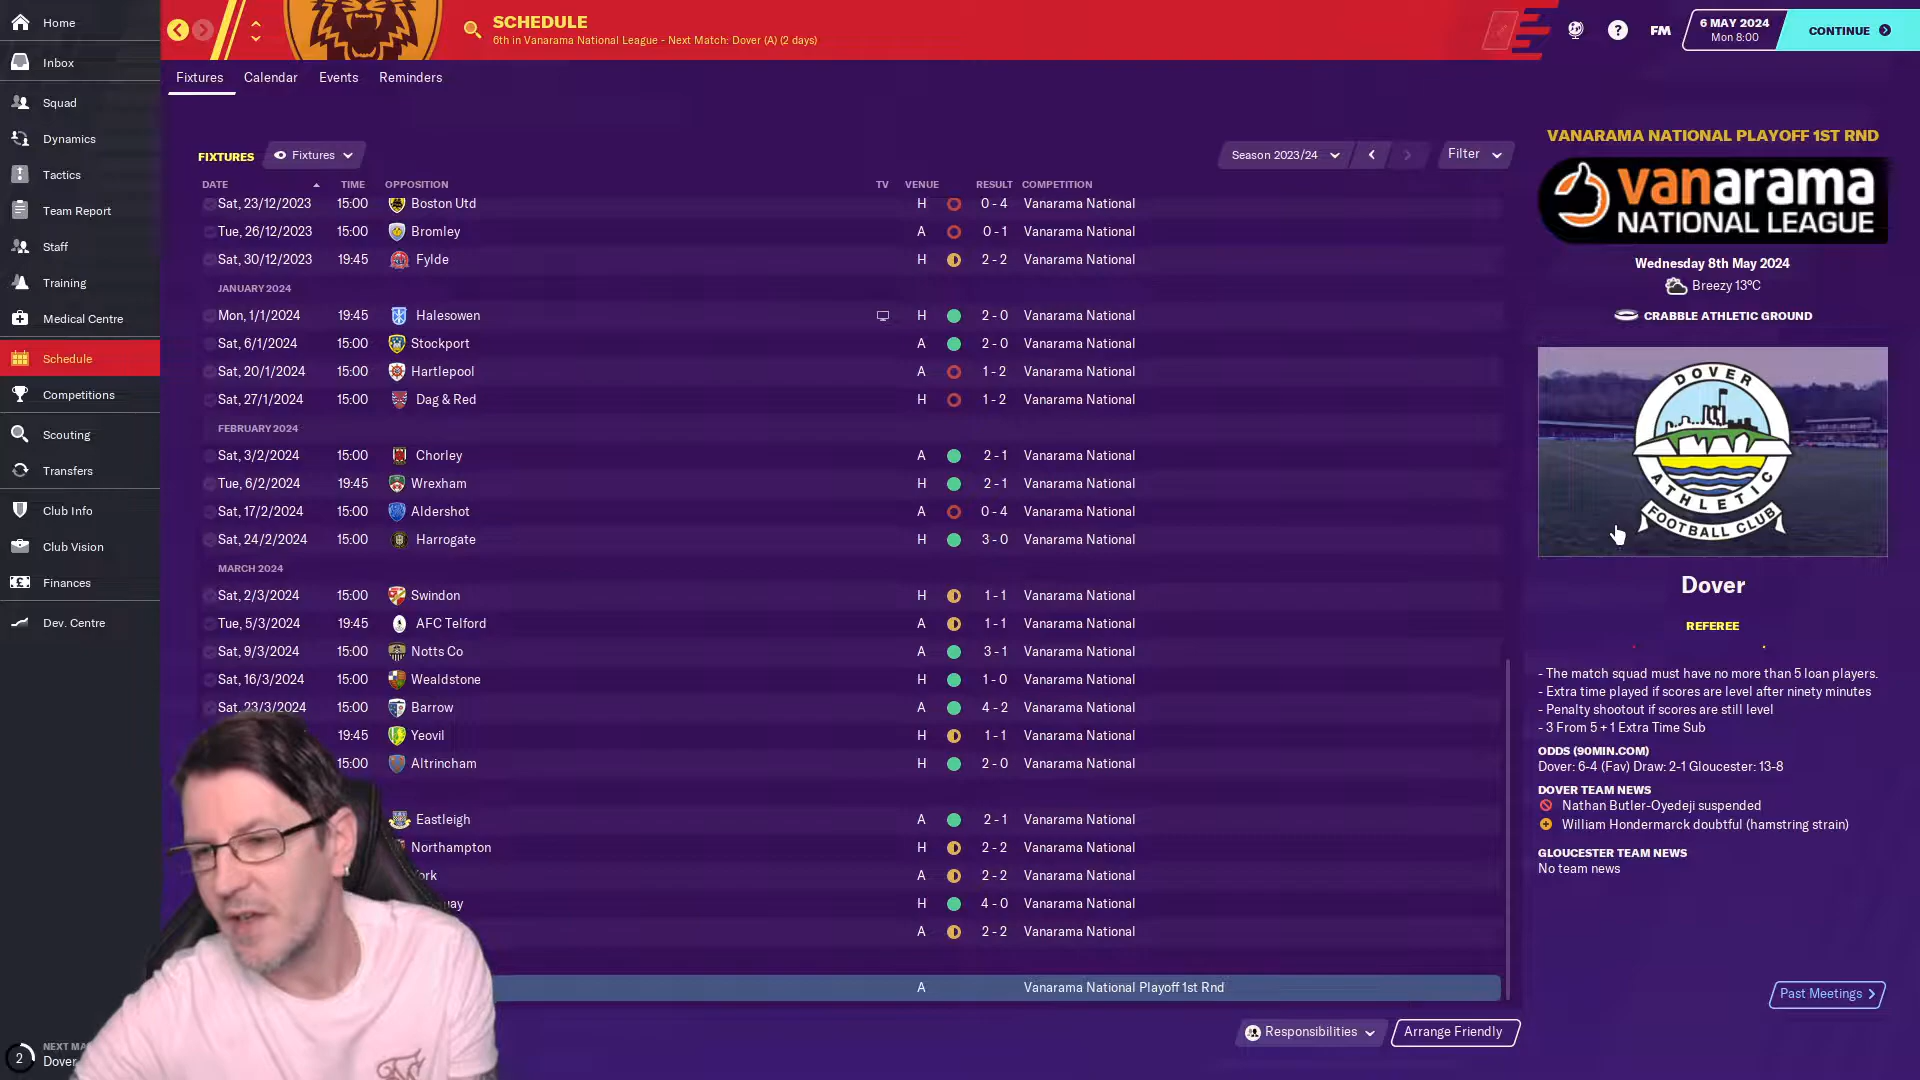 Home
Inbox
Squad
Dynamics
Tactics
Team Report
Staff
Training
Medical Centre
Schedule
Competitions
Scouting
Transfers
Club Info
Club Vision
Finances
Dev. Centre
2
Dover
SCHEDULE
6th in Vanarama National League - Next Match: Dover (A) (2 days)
? FM
6 MAY 2024
Mon 8:00
CONTINUE
Fixtures Calendar Events Reminders
FIXTURES Fixtures
Season 2023/24 Filter
DATE TIME OPPOSITION TV VENUE RESULT COMPETITION
Sat, 23/12/2023 15:00 Boston Utd H 0 - 4 Vanarama National
Tue, 26/12/2023 15:00 Bromley A 0 - 1 Vanarama National
Sat, 30/12/2023 19:45 Fylde H 2 - 2 Vanarama National
JANUARY 2024
Mon, 1/1/2024 19:45 Halesowen H 2 - 0 Vanarama National
Sat, 6/1/2024 15:00 Stockport A 2 - 0 Vanarama National
Sat, 20/1/2024 15:00 Hartlepool A 1 - 2 Vanarama National
Sat, 27/1/2024 15:00 Dag & Red H 1 - 2 Vanarama National
FEBRUARY 2024
Sat, 3/2/2024 15:00 Chorley A 2 - 1 Vanarama National
Tue, 6/2/2024 19:45 Wrexham H 2 - 1 Vanarama National
Sat, 17/2/2024 15:00 Aldershot A 0 - 4 Vanarama National
Sat, 24/2/2024 15:00 Harrogate H 3 - 0 Vanarama National
MARCH 2024
Sat, 2/3/2024 15:00 Swindon H 1 - 1 Vanarama National
Tue, 5/3/2024 19:45 AFC Telford A 1 - 1 Vanarama National
Sat, 9/3/2024 15:00 Notts Co A 3 - 1 Vanarama National
Sat, 16/3/2024 15:00 Wealdstone H 1 - 0 Vanarama National
Sat, 23/3/2024 15:00 Barrow A 4 - 2 Vanarama National
19:45 Yeovil H 1 - 1 Vanarama National
15:00 Altrincham H 2 - 0 Vanarama National
Eastleigh A 2 - 1 Vanarama National
Northampton H 2 - 2 Vanarama National
A 2 - 2 Vanarama National
H 4 - 0 Vanarama National
A 2 - 2 Vanarama National
A Vanarama National Playoff 1st Rnd
Responsibilities Arrange Friendly
VANARAMA NATIONAL PLAYOFF 1ST RND
vanarama
NATIONAL LEAGUE
Wednesday 8th May 2024
Breezy 13°C
CRABBLE ATHLETIC GROUND
DOVER
ATHLETIC
FOOTBALL CLUB
Dover
REFEREE
- The match squad must have no more than 5 loan players.
- Extra time played if scores are level after ninety minutes
- Penalty shootout if scores are still level
- 3 From 5 + 1 Extra Time Sub
ODDS (90MIN.COM)
Dover: 6-4 (Fav) Draw: 2-1 Gloucester: 13-8
DOVER TEAM NEWS
Nathan Butler-Oyedeji suspended
William Hondermarck doubtful (hamstring strain)
GLOUCESTER TEAM NEWS
No team news
Past Meetings